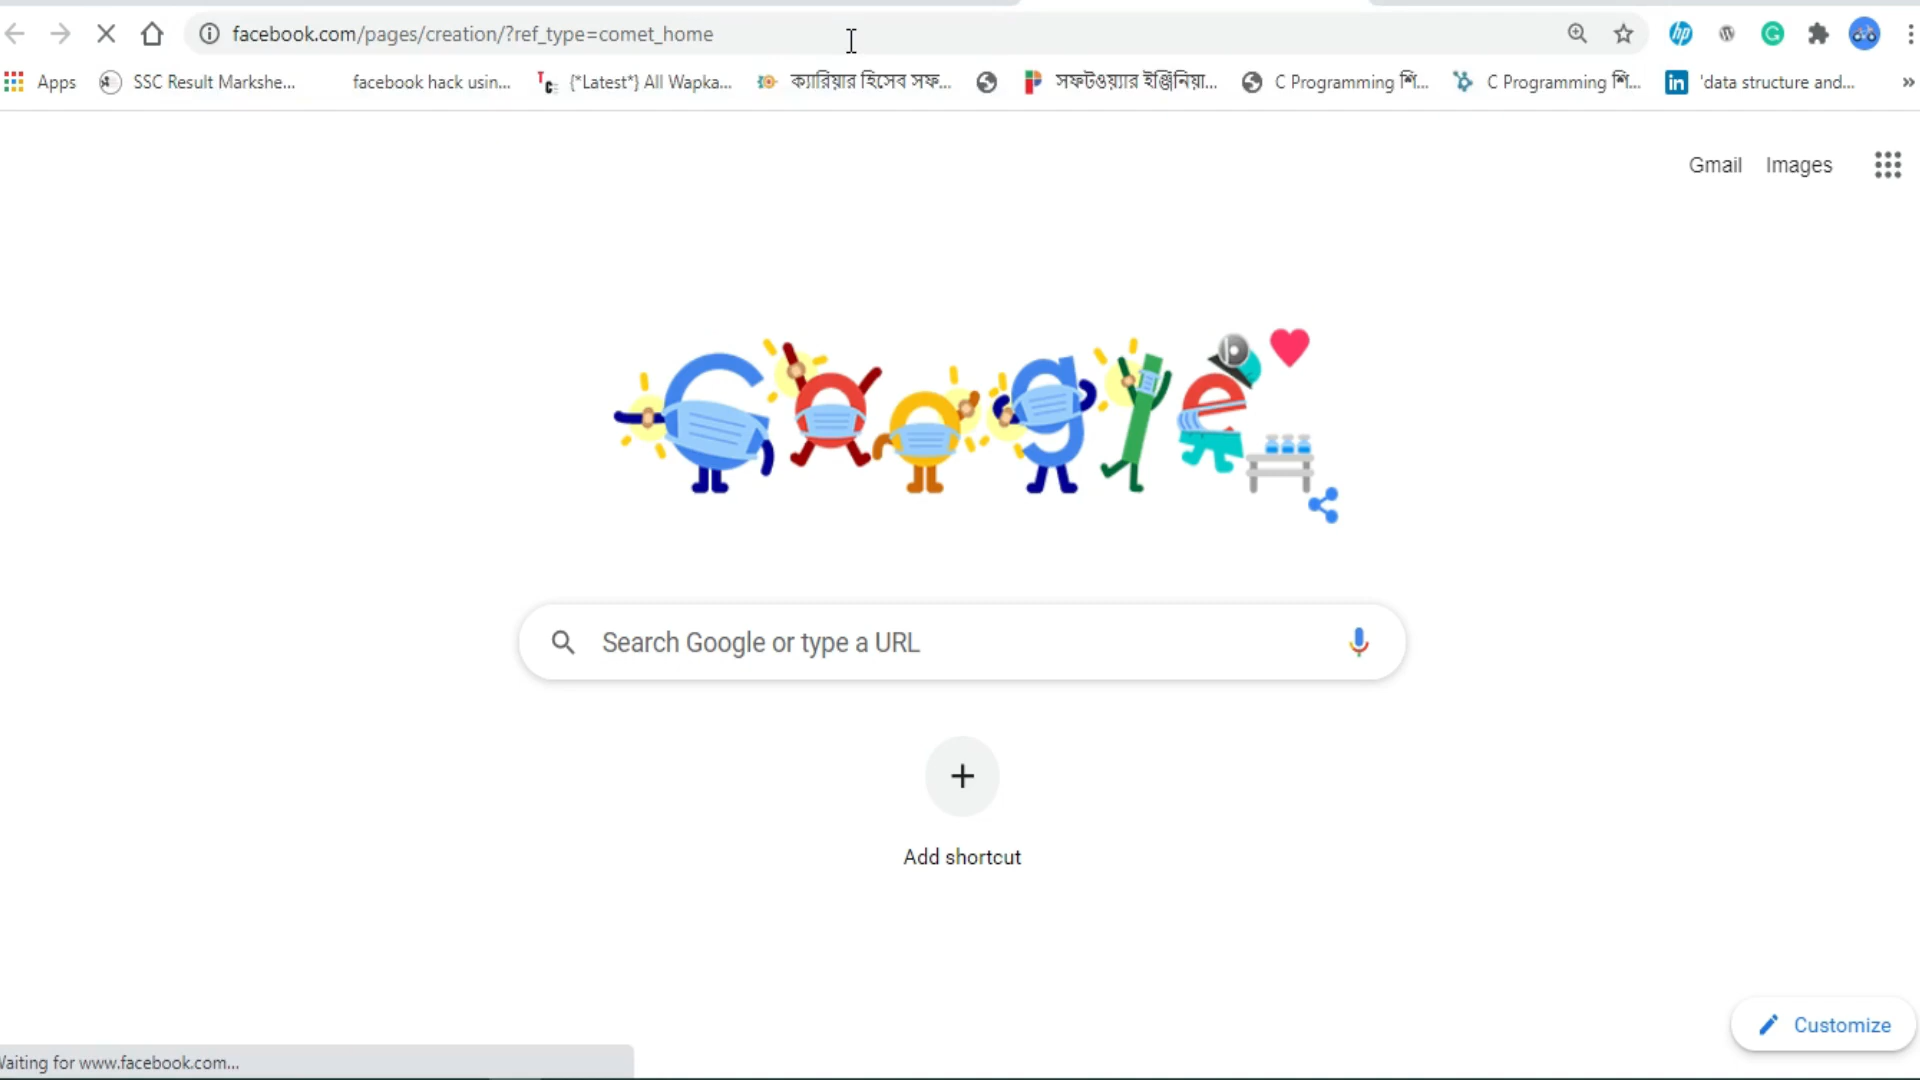 facebook.com/pages/creation/?ref_type=comet_home
Apps SSC Result Markshe... facebook hack usin... {*Latest*} All Wapka... ক্যারিয়ার হিসেব সফ... সফটওয়্যার ইঞ্জিনিয়া... C Programming শি... C Programming শি... 'data structure and... »
Gmail Images
Google
Search Google or type a URL
Add shortcut
Customize
Waiting for www.facebook.com...